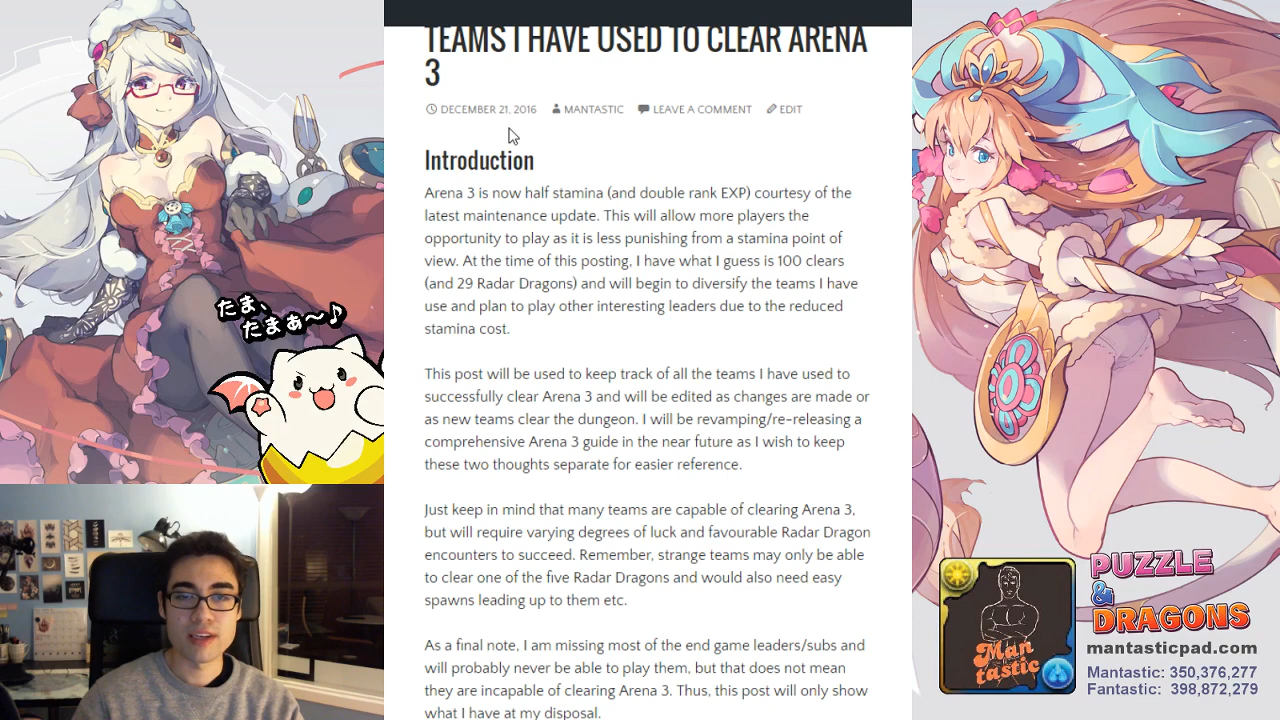 TEAMS I HAVE USED TO CLEAR ARENA
3
DECEMBER 21, 2016 MANTASTIC LEAVE A COMMENT EDIT
Introduction
Arena 3 is now half stamina (and double rank EXP) courtesy of the
latest maintenance update. This will allow more players the
opportunity to play as it is less punishing from a stamina point of
view. At the time of this posting, I have what I guess is 100 clears
(and 29 Radar Dragons) and will begin to diversify the teams I have
use and plan to play other interesting leaders due to the reduced
stamina cost.
This post will be used to keep track of all the teams I have used to
successfully clear Arena 3 and will be edited as changes are made or
as new teams clear the dungeon. I will be revamping/re-releasing a
comprehensive Arena 3 guide in the near future as I wish to keep
these two thoughts separate for easier reference.
Just keep in mind that many teams are capable of clearing Arena 3,
but will require varying degrees of luck and favourable Radar Dragon
encounters to succeed. Remember, strange teams may only be able
to clear one of the five Radar Dragons and would also need easy
spawns leading up to them etc.
As a final note, I am missing most of the end game leaders/subs and
will probably never be able to play them, but that does not mean
they are incapable of clearing Arena 3. Thus, this post will only show
what I have at my disposal.
たま、
たまぁ～♪
Man
tastic
PUZZLE
&
DRAGONS
mantasticpad.com
Mantastic: 350,376,277
Fantastic: 398,872,279